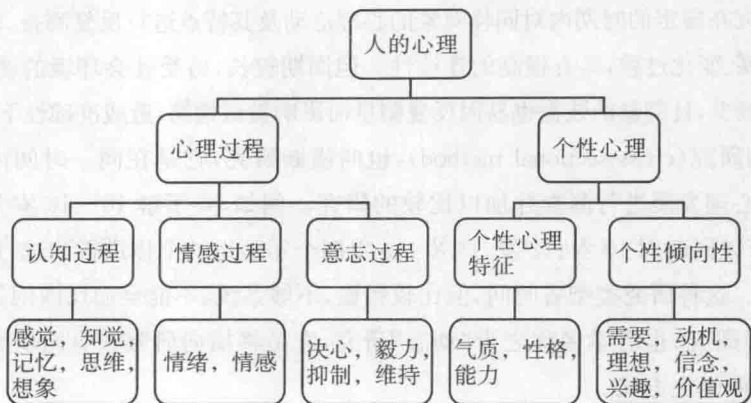 人的心理
心理过程
个性心理
认知过程
情感过程
意志过程
个性心理
特征
个性倾向性
感觉，知觉，
记忆，思维，
想象
情绪，情感
决心，毅力，
抑制，维持
气质，性格，
能力
需要，动机，
理想，信念，
兴趣，价值观